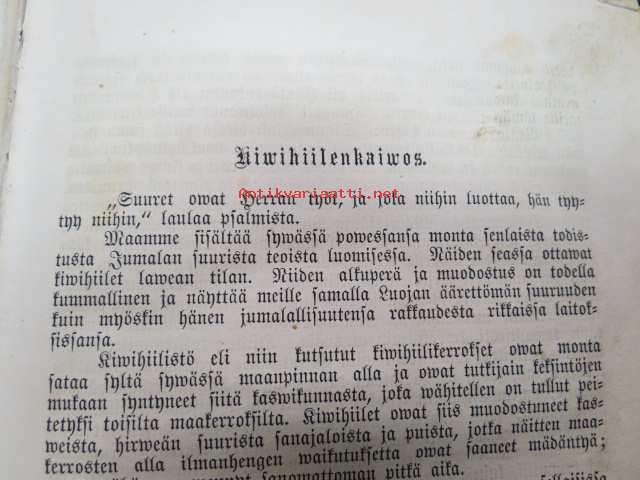 Kiwihiilenkaiwos.
Antikvariaatti.net
„Suuret owat Herran työt, ja joka niihin luottaa, hän tyy-
tyy niihin,“ laulaa psalmista.
Maamme sisältää sywässä powessansa monta senlaista todis-
tusta Jumalan suurista teoista luomisessa. Näiden seassa ottawat
kiwihiilet lawean tilan. Niiden alkuperä ja muodostus on todella
kummallinen ja näyttää meille samalla Luojan äärettömän suuruuden
kuin myöskin hänen jumalallisuutensa rakkaudesta rikkaissa laitok-
sissansa.
Kiwihiilistö eli niin kutsutut kiwihiilikerrokset owat monta
sataa syltä sywässä maanpinnan alla ja owat tutkijain keksintöjen
mukaan syntyneet siitä kaswikunnasta, joka wähitellen on tullut pei-
tetyksi toisilta maakerroksilta. Kiwihiilet owat siis muodostuneet kas-
weista, hirweän suurista sanajaloista ja puista, jotka näitten maa-
kerrosten alla ilmanhengen waikutuksetta owat saaneet mädäntyä;
sanomattoman pitkä aika.